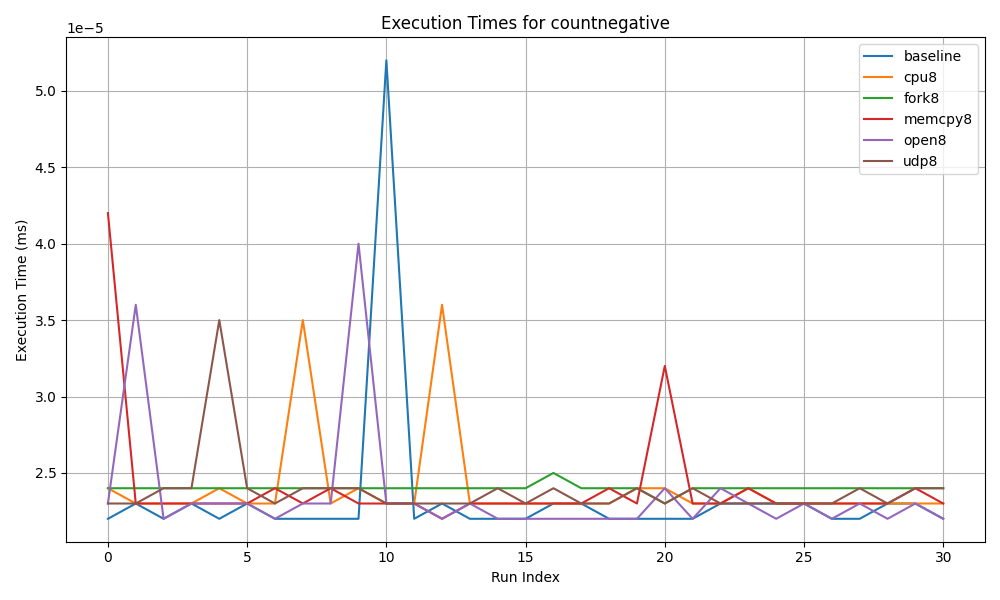 Execution Times for countnegative
1e−5
5.0
4.5
4.0
3.5
3.0
2.5
Execution Time (ms)
0 5 10 15 20 25 30
Run Index
baseline
cpu8
fork8
memcpy8
open8
udp8